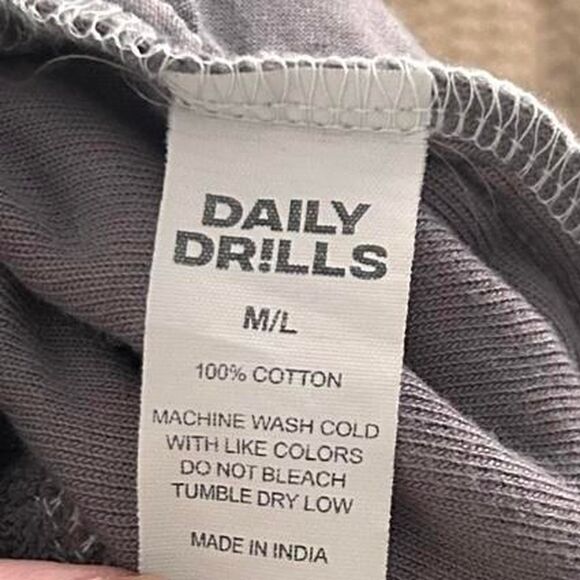 DAILY
DR!LLS
M/L
100% COTTON
MACHINE WASH COLD
WITH LIKE COLORS
DO NOT BLEACH
TUMBLE DRY LOW
MADE IN INDIA